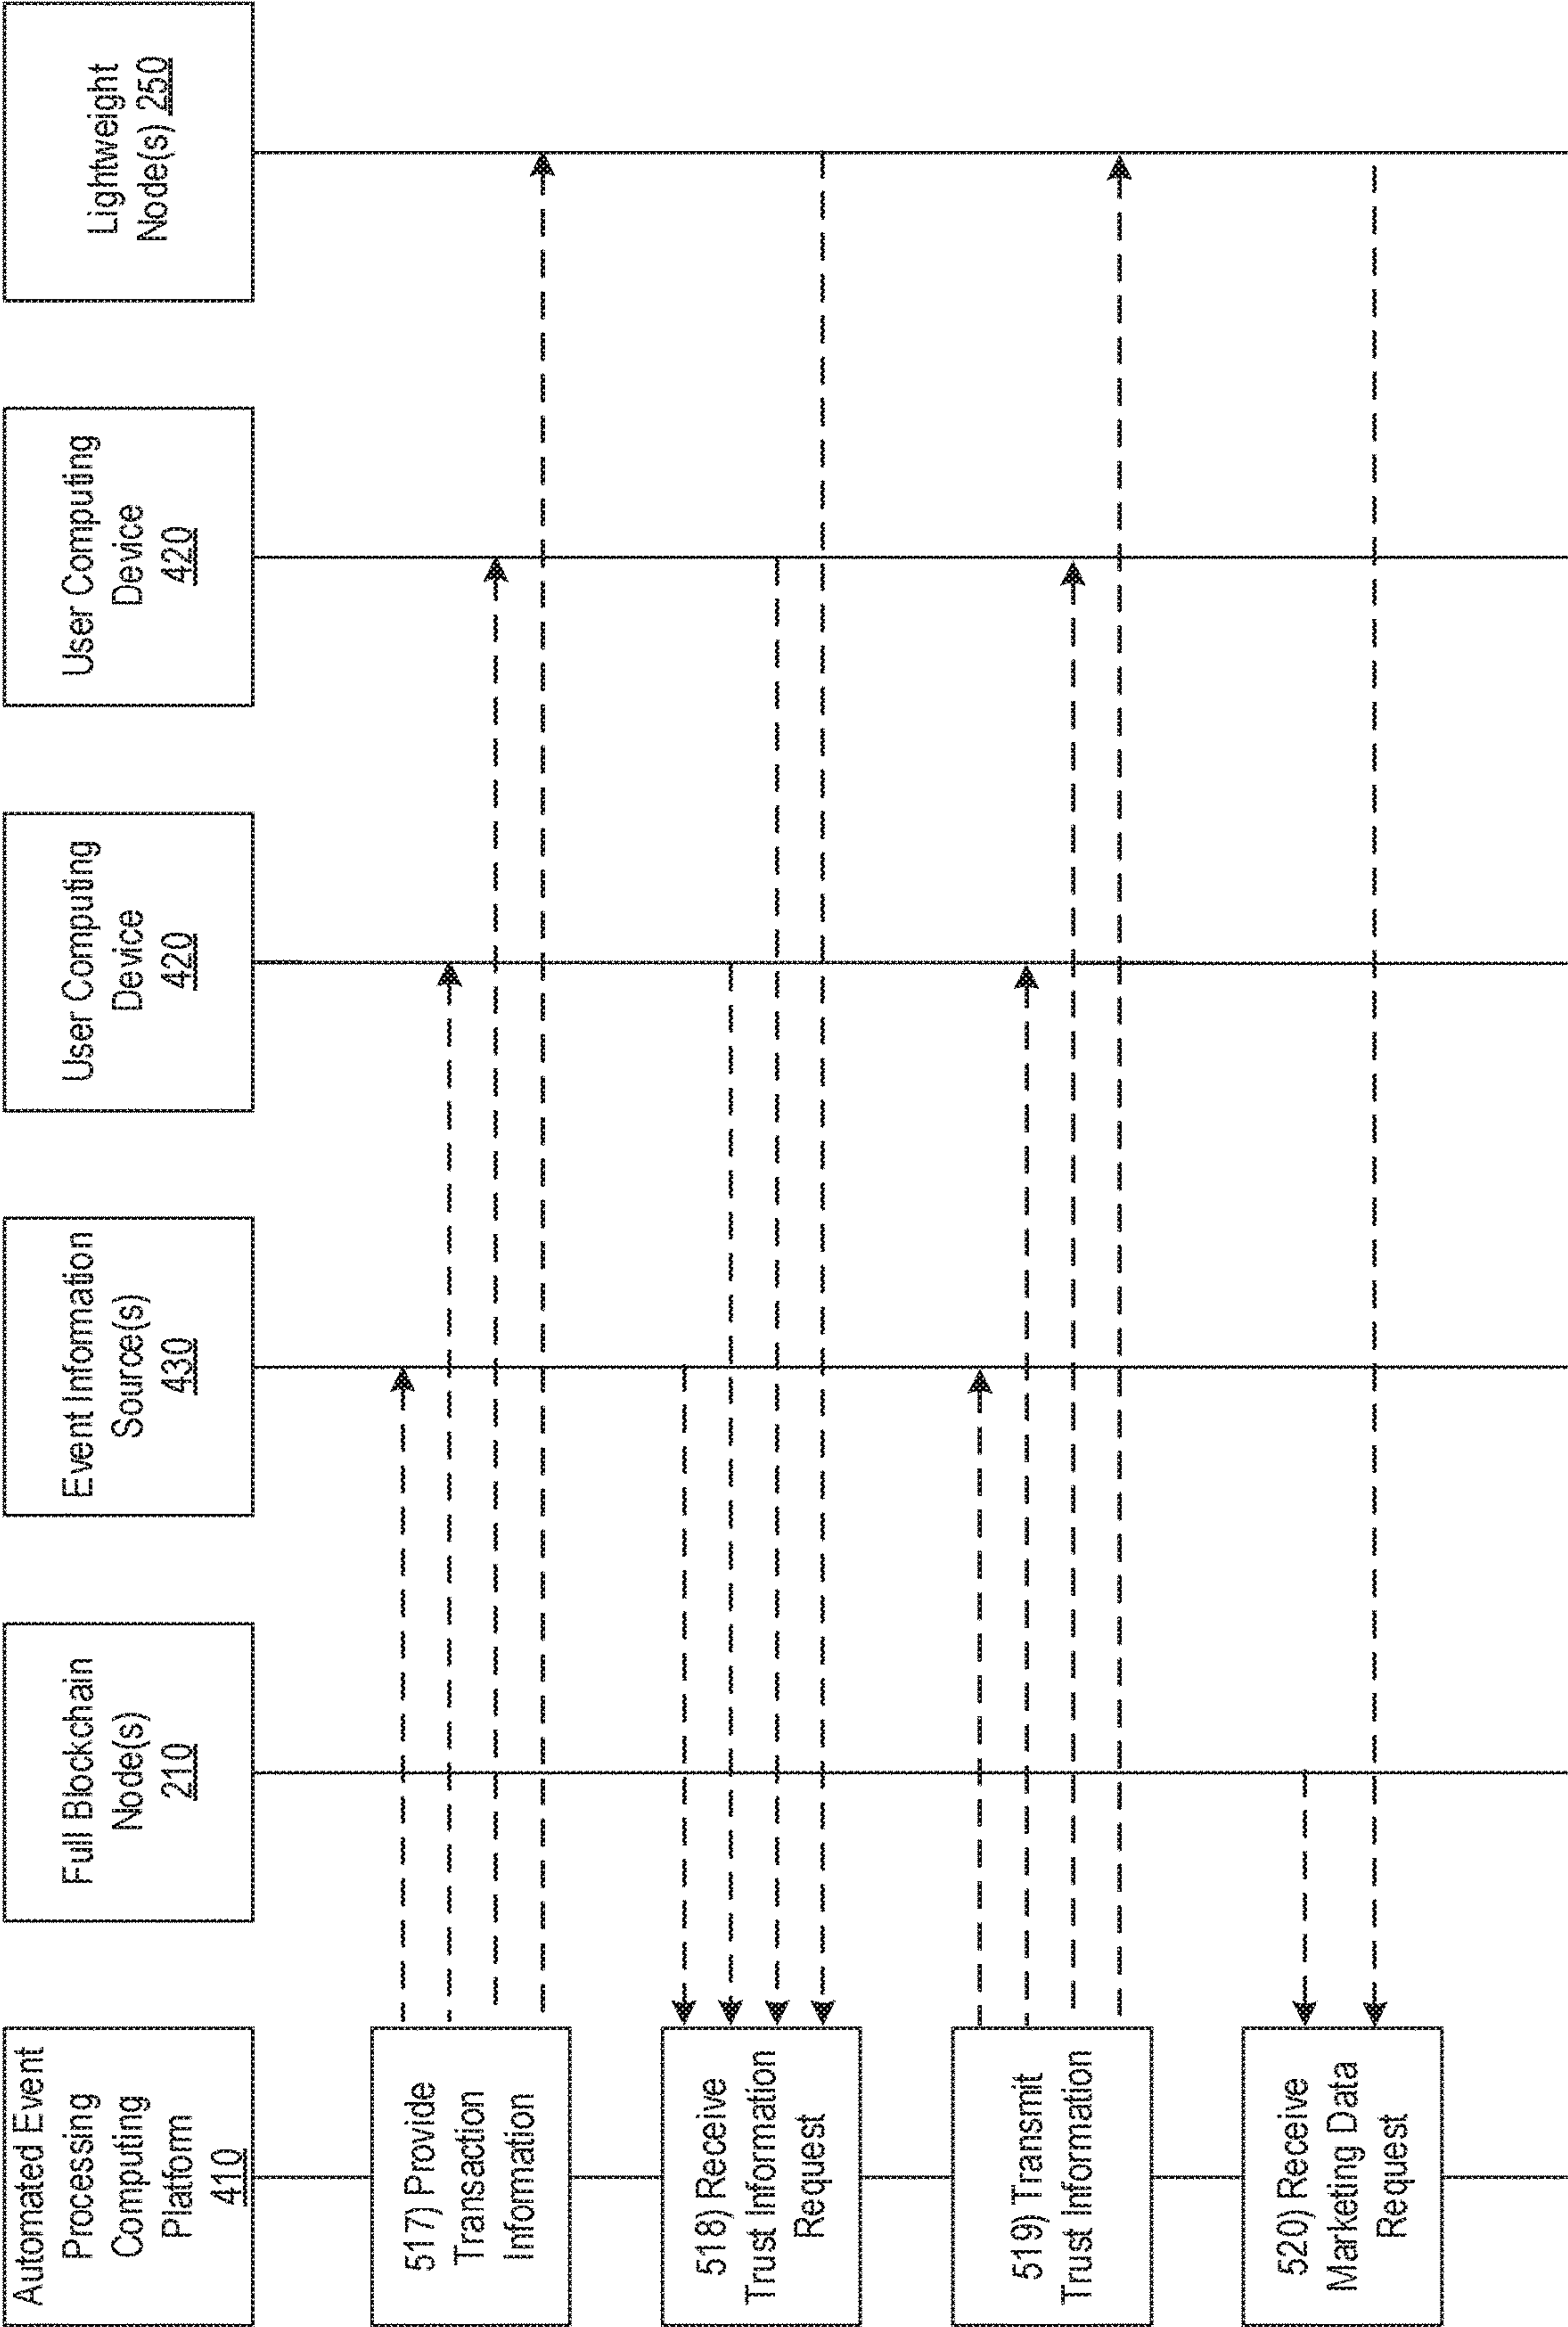 Automated Event
Processing
Computing
Platform
410
Full Blockchain
Node(s)
210
Event Information
Source(s)
430
User Computing
Device
420
User Computing
Device
420
Lightweight
Node(s) 250
517) Provide
Transaction
Information
518) Receive
Trust Information
Request
519) Transmit
Trust Information
520) Receive
Marketing Data
Request